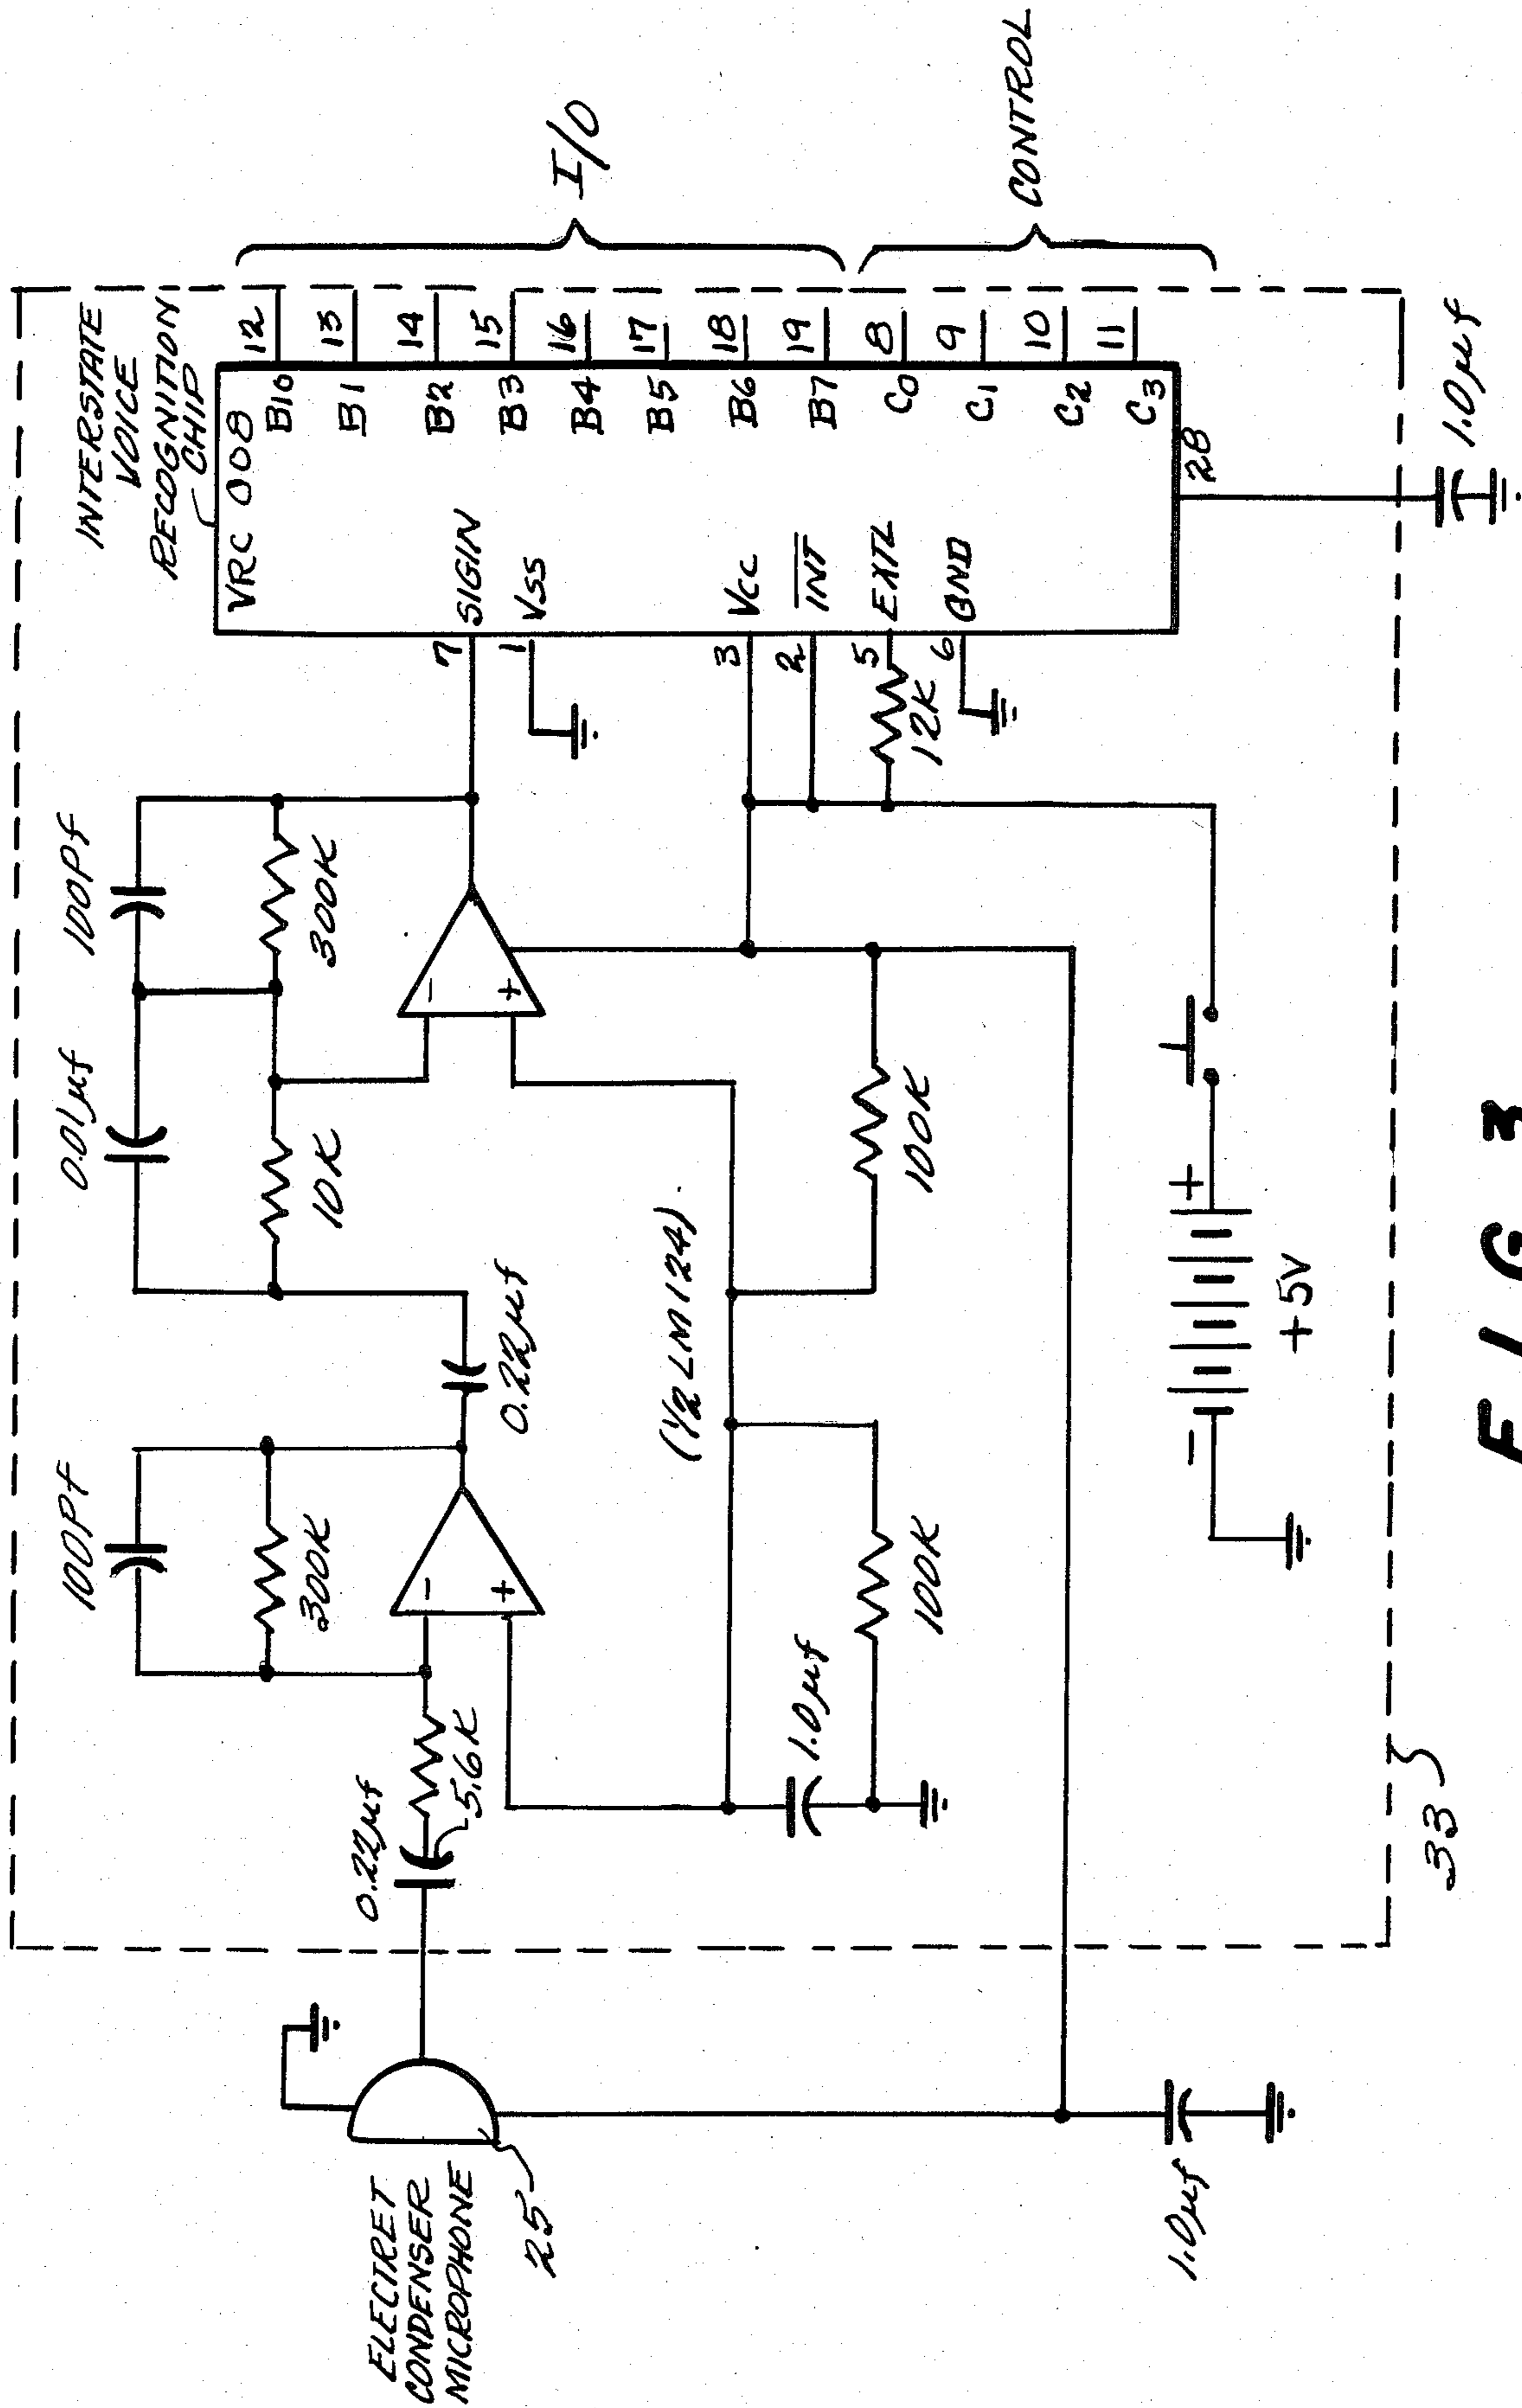 INTERSTATE
VOICE
RECOGNITION
CHIP
VRC 008
100Pf
0.01µf
100Pf
300K
10K
300K
0.22µf
0.22µf
5.6K
(1/2 LM124)
SIGIN
7
VSS
1
VCC
3
INT
2
EXTL
5
12K
GND
6
B10
12
B1
13
B2
14
B3
15
B4
16
B5
17
B6
18
B7
19
C0
8
C1
9
C2
10
C3
11
28
I/O
CONTROL
1.0µf
100K
100K
1.0µf
+
-
+5V
ELECTRET
CONDENSER
MICROPHONE
25
1.0µf
33
-
+
-
+
FIG 3